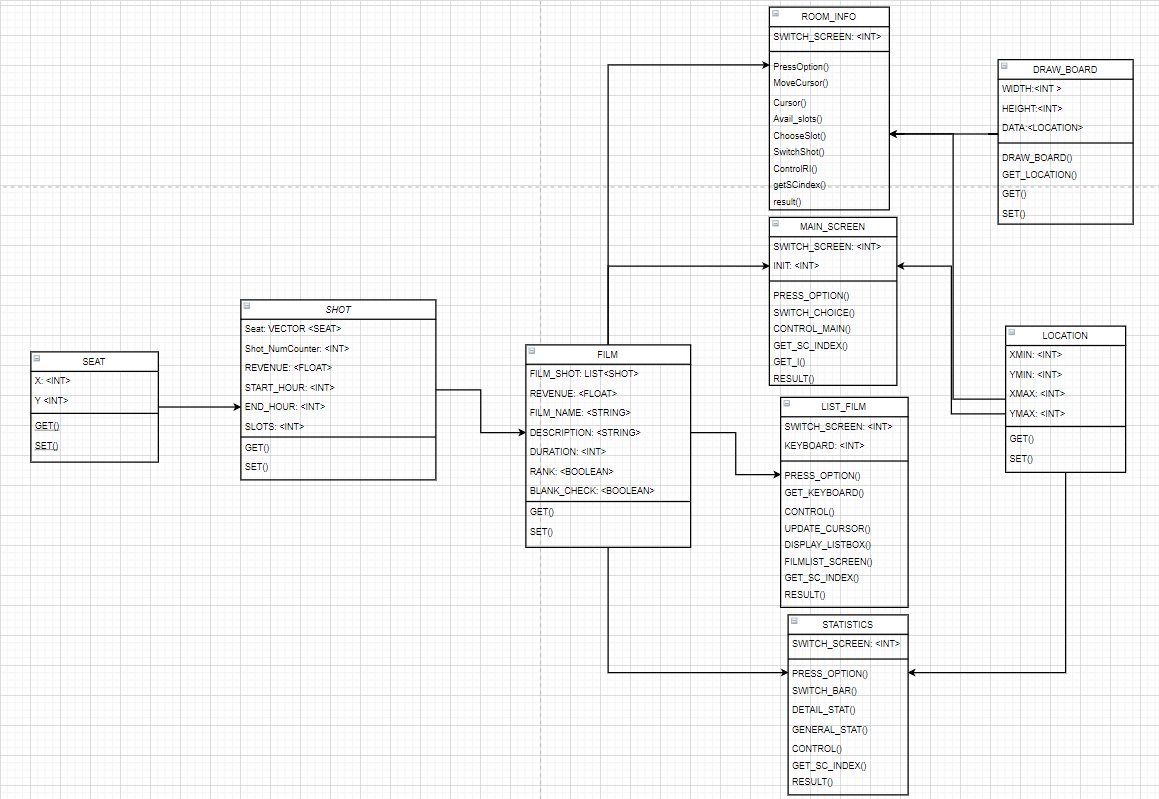 ROOM_INFO
SWITCH_SCREEN: <INT>
PressOption()
MoveCursor()
Cursor()
Avail_slots()
ChooseSlot()
SwitchShot()
ControlRI()
getSCindex()
result()
DRAW_BOARD
WIDTH:<INT >
HEIGHT:<INT>
DATA:<LOCATION>
DRAW_BOARD()
GET_LOCATION()
GET()
SET()
MAIN_SCREEN
SWITCH_SCREEN: <INT>
INIT: <INT>
PRESS_OPTION()
SWITCH_CHOICE()
CONTROL_MAIN()
GET_SC_INDEX()
GET_I()
RESULT()
SEAT
X: <INT>
Y <INT>
GET()
SET()
SHOT
Seat: VECTOR <SEAT>
Shot_NumCounter: <INT>
REVENUE: <FLOAT>
START_HOUR: <INT>
END_HOUR: <INT>
SLOTS: <INT>
GET()
SET()
FILM
FILM_SHOT: LIST<SHOT>
REVENUE: <FLOAT>
FILM_NAME: <STRING>
DESCRIPTION: <STRING>
DURATION: <INT>
RANK: <BOOLEAN>
BLANK_CHECK: <BOOLEAN>
GET()
SET()
LOCATION
XMIN: <INT>
YMIN: <INT>
XMAX: <INT>
YMAX: <INT>
GET()
SET()
LIST_FILM
SWITCH_SCREEN: <INT>
KEYBOARD: <INT>
PRESS_OPTION()
GET_KEYBOARD()
CONTROL()
UPDATE_CURSOR()
DISPLAY_LISTBOX()
FILMLIST_SCREEN()
GET_SC_INDEX()
RESULT()
STATISTICS
SWITCH_SCREEN: <INT>
PRESS_OPTION()
SWITCH_BAR()
DETAIL_STAT()
GENERAL_STAT()
CONTROL()
GET_SC_INDEX()
RESULT()